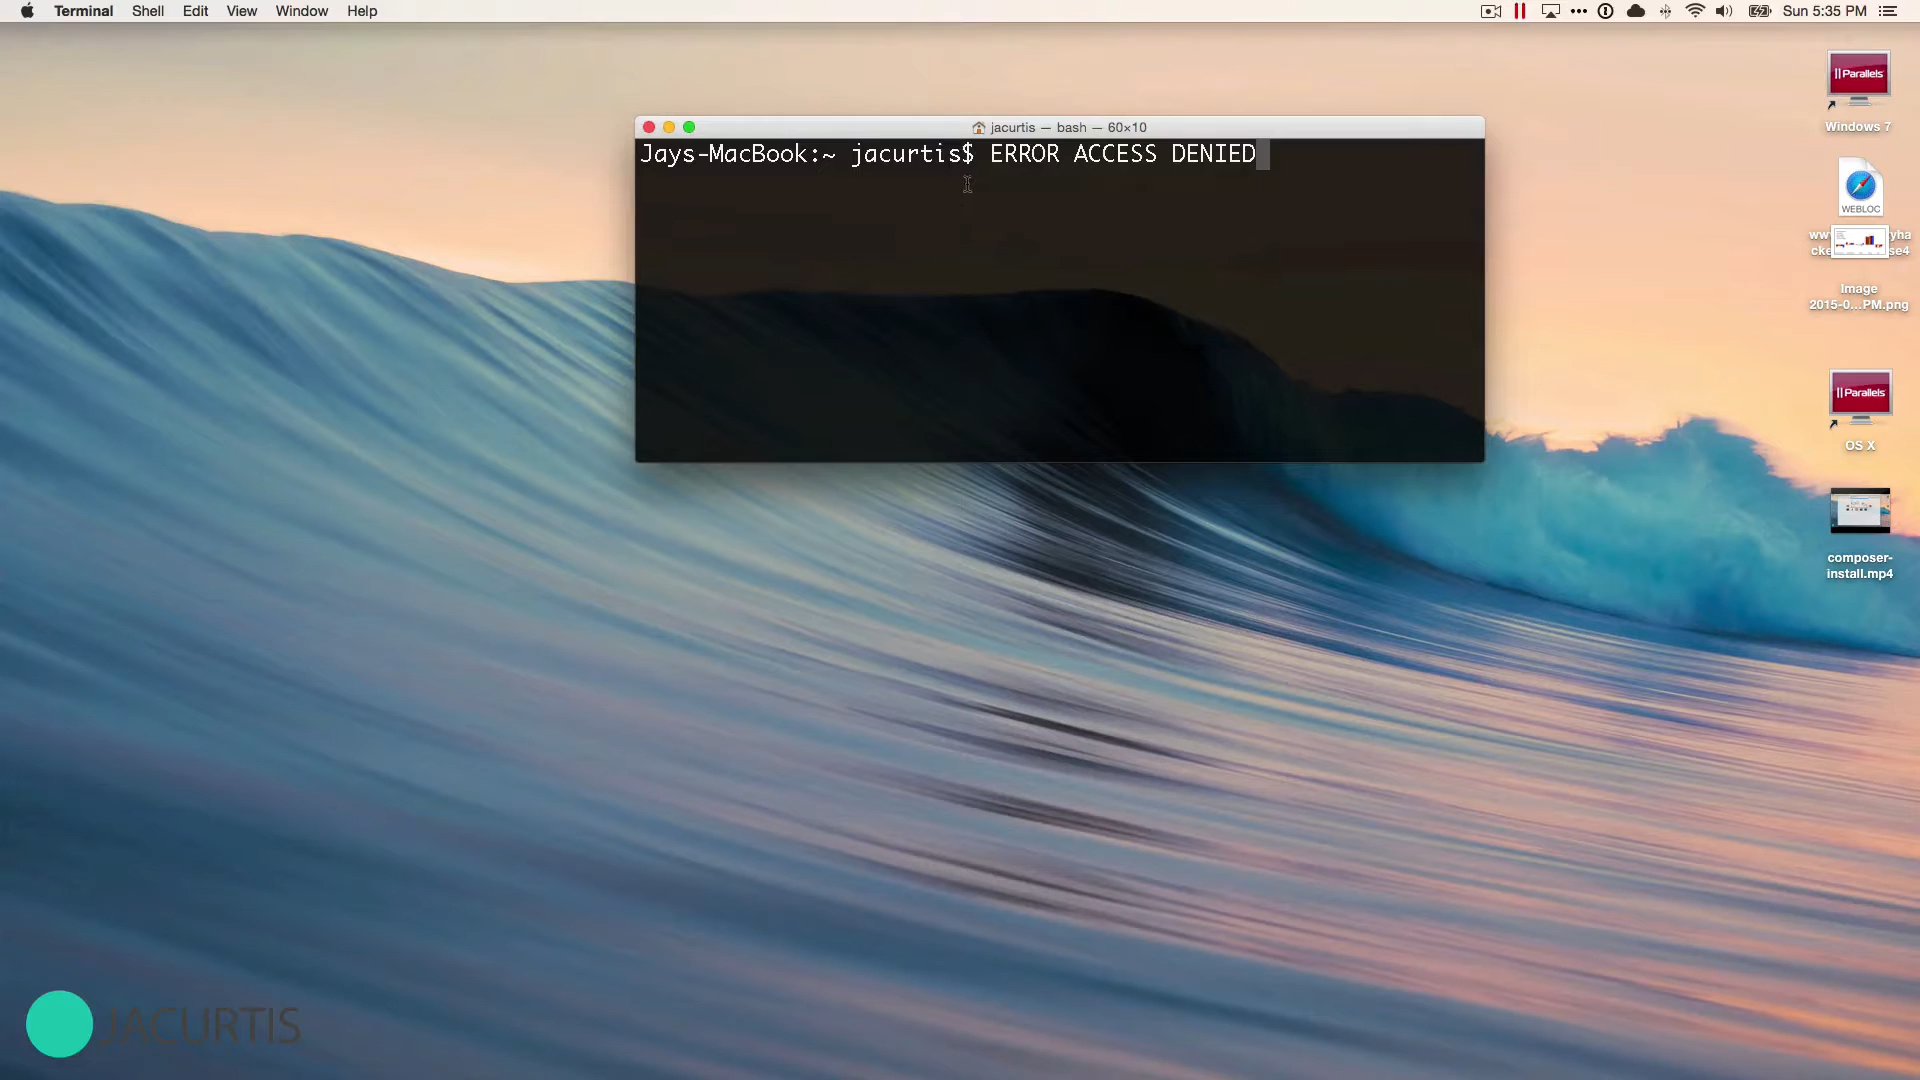 Terminal Shell Edit View Window Help
Sun 5:35 PM
jacurtis — bash — 60×10
Jays-MacBook:~ jacurtis$ ERROR ACCESS DENIED
Parallels
Windows 7
WEBLOC
Image
2015-0...PM.png
Parallels
OS X
composer-
install.mp4
JACURTIS